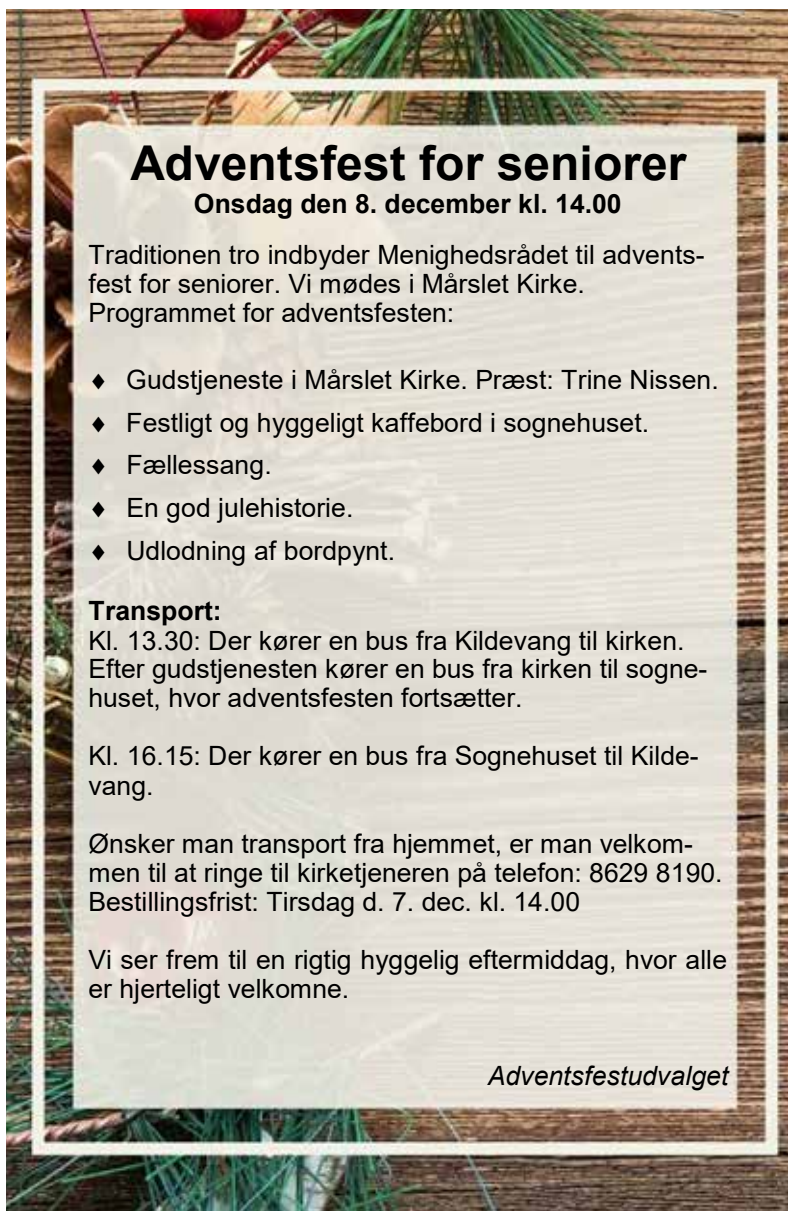 Adventsfest for seniorer
Onsdag den 8. december kl. 14.00
Traditionen tro indbyder Menighedsrådet til advents-
fest for seniorer. Vi mødes i Mårslet Kirke.
Programmet for adventsfesten:
♦ Gudstjeneste i Mårslet Kirke. Præst: Trine Nissen.
♦ Festligt og hyggeligt kaffebord i sognehuset.
♦ Fællessang.
♦ En god julehistorie.
♦ Udlodning af bordpynt.
Transport:
Kl. 13.30: Der kører en bus fra Kildevang til kirken.
Efter gudstjenesten kører en bus fra kirken til sogne-
huset, hvor adventsfesten fortsætter.
Kl. 16.15: Der kører en bus fra Sognehuset til Kilde-
vang.
Ønsker man transport fra hjemmet, er man velkom-
men til at ringe til kirketjeneren på telefon: 8629 8190.
Bestillingsfrist: Tirsdag d. 7. dec. kl. 14.00
Vi ser frem til en rigtig hyggelig eftermiddag, hvor alle
er hjerteligt velkomne.
Adventsfestudvalget